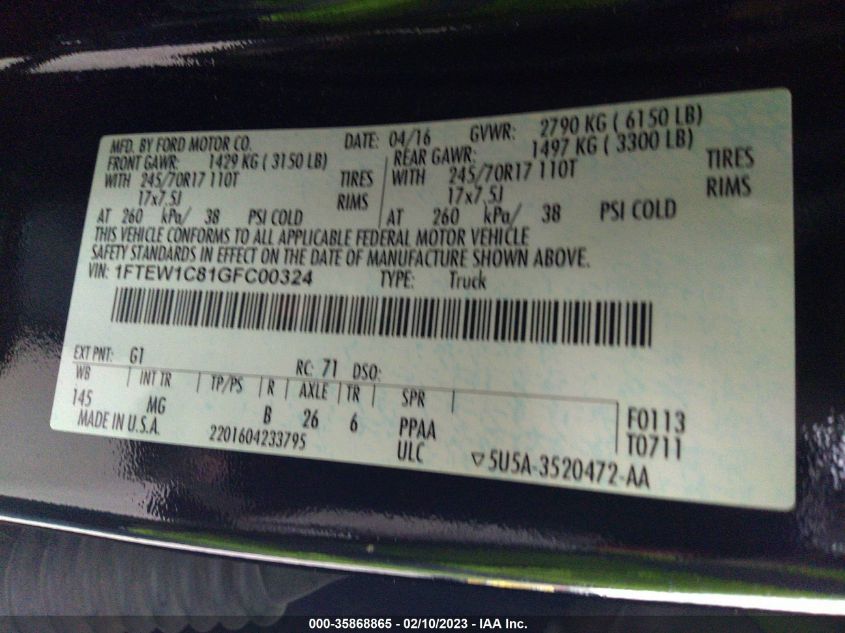 MFD. BY FORD MOTOR CO. DATE: 04/16 GVWR: 2790 KG ( 6150 LB)
FRONT GAWR: 1429 KG ( 3150 LB) REAR GAWR: 1497 KG ( 3300 LB)
WITH 245/70R17 110T TIRES WITH 245/70R17 110T TIRES
17x7.5J RIMS 17x7.5J RIMS
AT 260 kPa/ 38 PSI COLD AT 260 kPa/ 38 PSI COLD
THIS VEHICLE CONFORMS TO ALL APPLICABLE FEDERAL MOTOR VEHICLE
SAFETY STANDARDS IN EFFECT ON THE DATE OF MANUFACTURE SHOWN ABOVE.
VIN: 1FTEW1C81GFC00324 TYPE: Truck
EXT PNT: G1 RC: 71 DSO:
WB INT TR TP/PS R AXLE TR SPR
145 MG B 26 6 PPAA F0113
MADE IN U.S.A. 2201604233795 ULC T0711
▽5U5A-3520472-AA
000-35868865 - 02/10/2023 - IAA Inc.